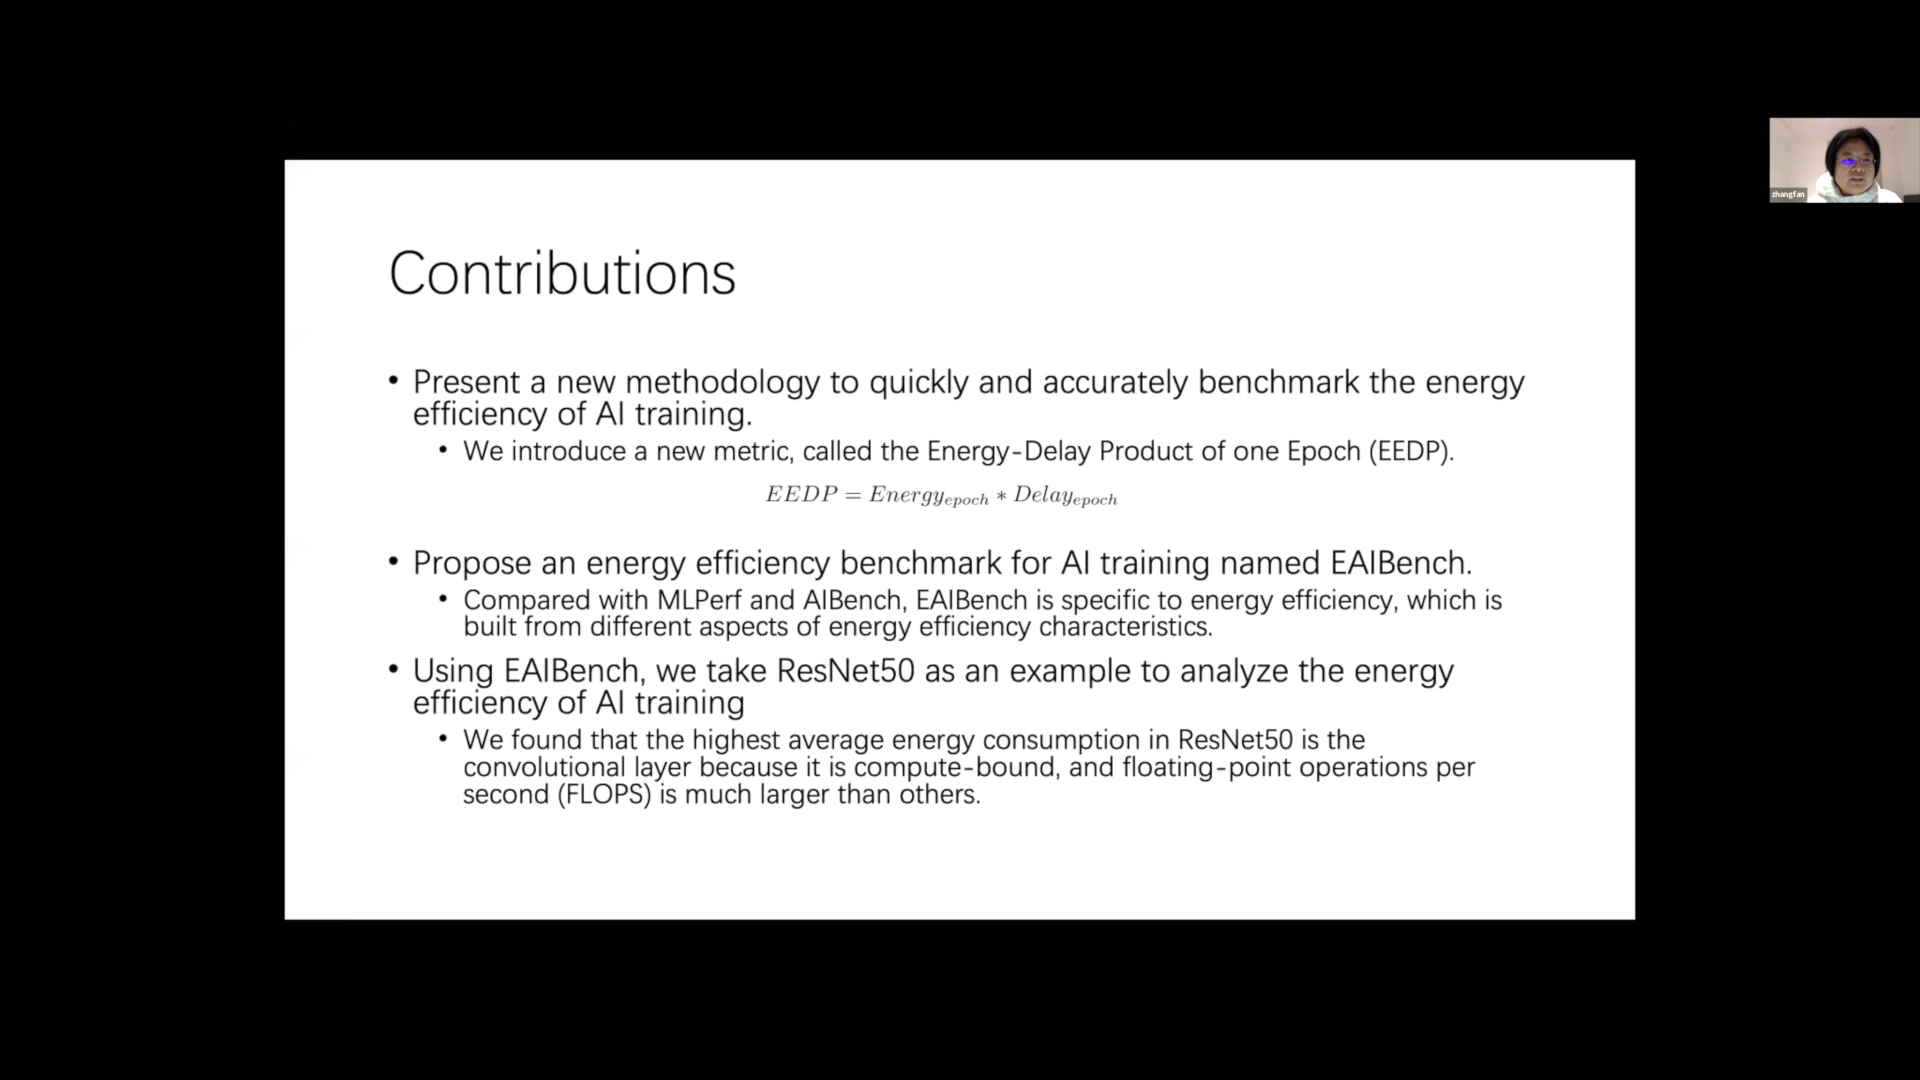 Contributions
• Present a new methodology to quickly and accurately benchmark the energy
efficiency of AI training.
• We introduce a new metric, called the Energy-Delay Product of one Epoch (EEDP).
EEDP = Energy_epoch * Delay_epoch
• Propose an energy efficiency benchmark for AI training named EAIBench.
• Compared with MLPerf and AIBench, EAIBench is specific to energy efficiency, which is
built from different aspects of energy efficiency characteristics.
• Using EAIBench, we take ResNet50 as an example to analyze the energy
efficiency of AI training
• We found that the highest average energy consumption in ResNet50 is the
convolutional layer because it is compute-bound, and floating-point operations per
second (FLOPS) is much larger than others.
zhangfan